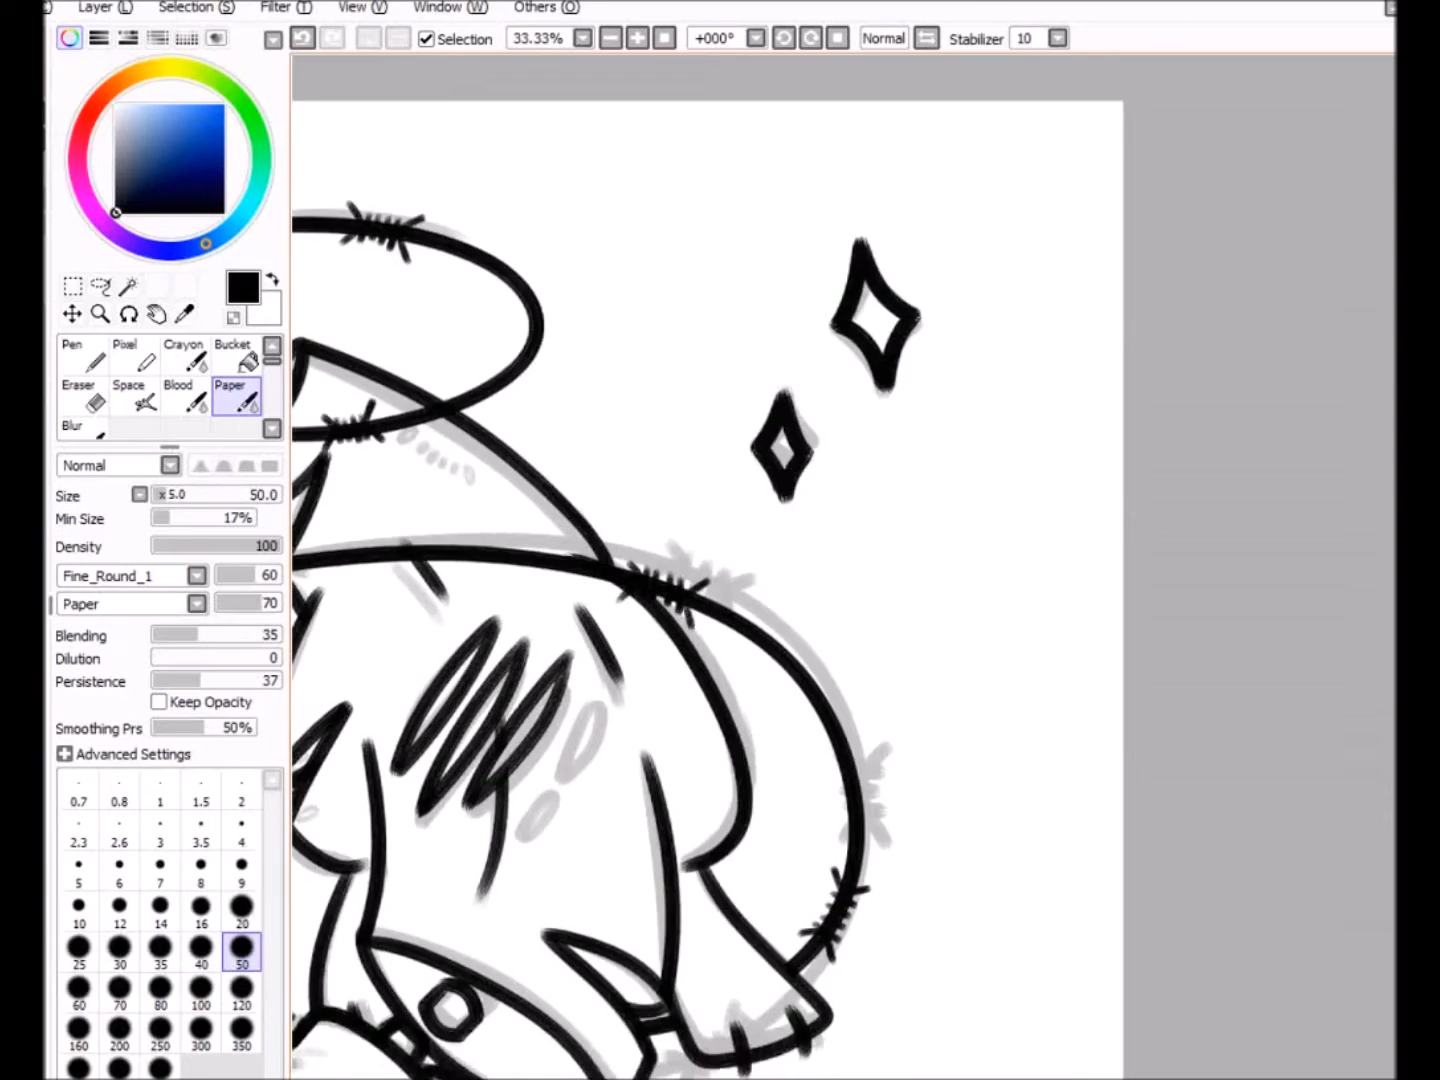 Layer (L) Selection (S) Filter (T) View (V) Window (W) Others (O)
Selection 33.33% +000° Normal Stabilizer 10
Pen Pixel Crayon Bucket
Eraser Space Blood Paper
Blur
Normal
Size x 5.0 50.0
Min Size 17%
Density 100
Fine_Round_1 60
Paper 70
Blending 35
Dilution 0
Persistence 37
Keep Opacity
Smoothing Prs 50%
Advanced Settings
0.7 0.8 1 1.5 2
2.3 2.6 3 3.5 4
5 6 7 8 9
10 12 14 16 20
25 30 35 40 50
60 70 80 100 120
160 200 250 300 350